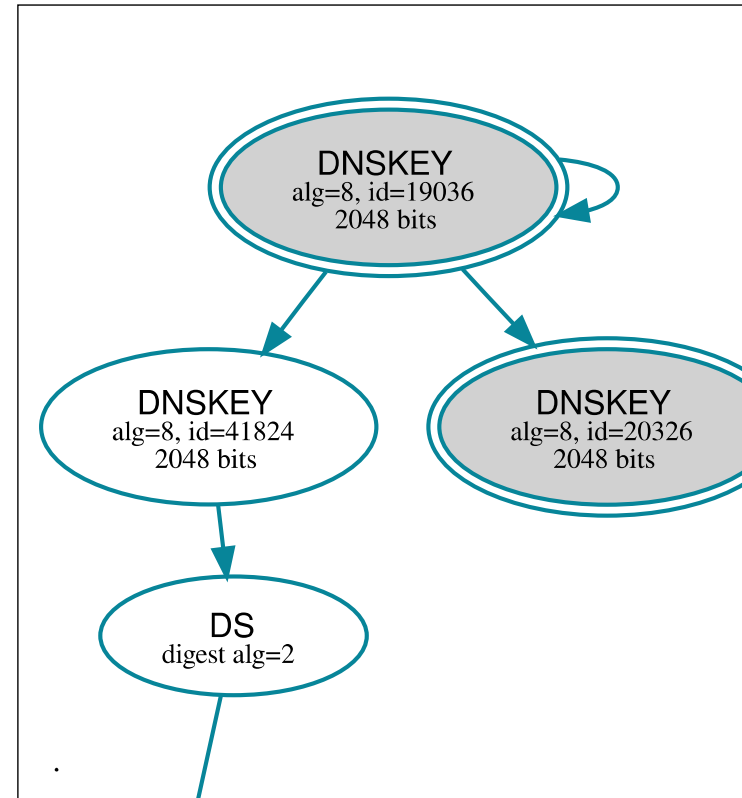 DNSKEY
alg=8, id=19036
2048 bits
DNSKEY
alg=8, id=41824
2048 bits
DNSKEY
alg=8, id=20326
2048 bits
DS
digest alg=2
.